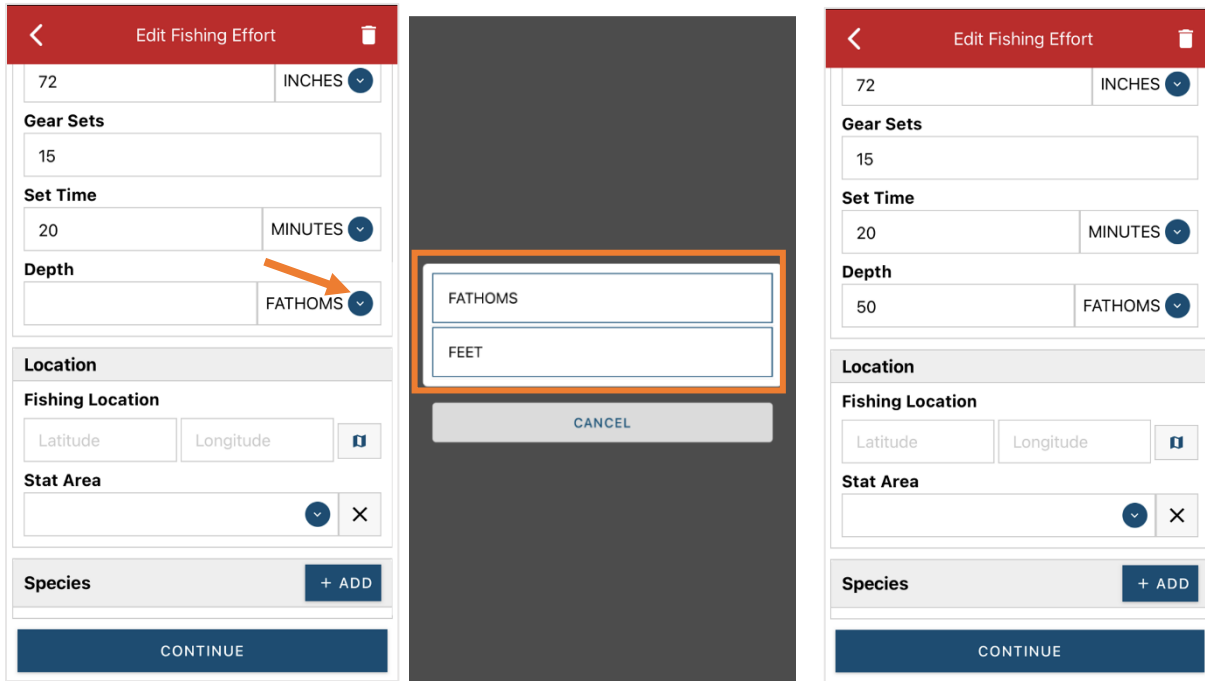 Edit Fishing Effort
72 INCHES
Gear Sets
15
Set Time
20 MINUTES
Depth
FATHOMS
Location
Fishing Location
Latitude Longitude
Stat Area
Species + ADD
CONTINUE
FATHOMS
FEET
CANCEL
Edit Fishing Effort
72 INCHES
Gear Sets
15
Set Time
20 MINUTES
Depth
50 FATHOMS
Location
Fishing Location
Latitude Longitude
Stat Area
Species + ADD
CONTINUE